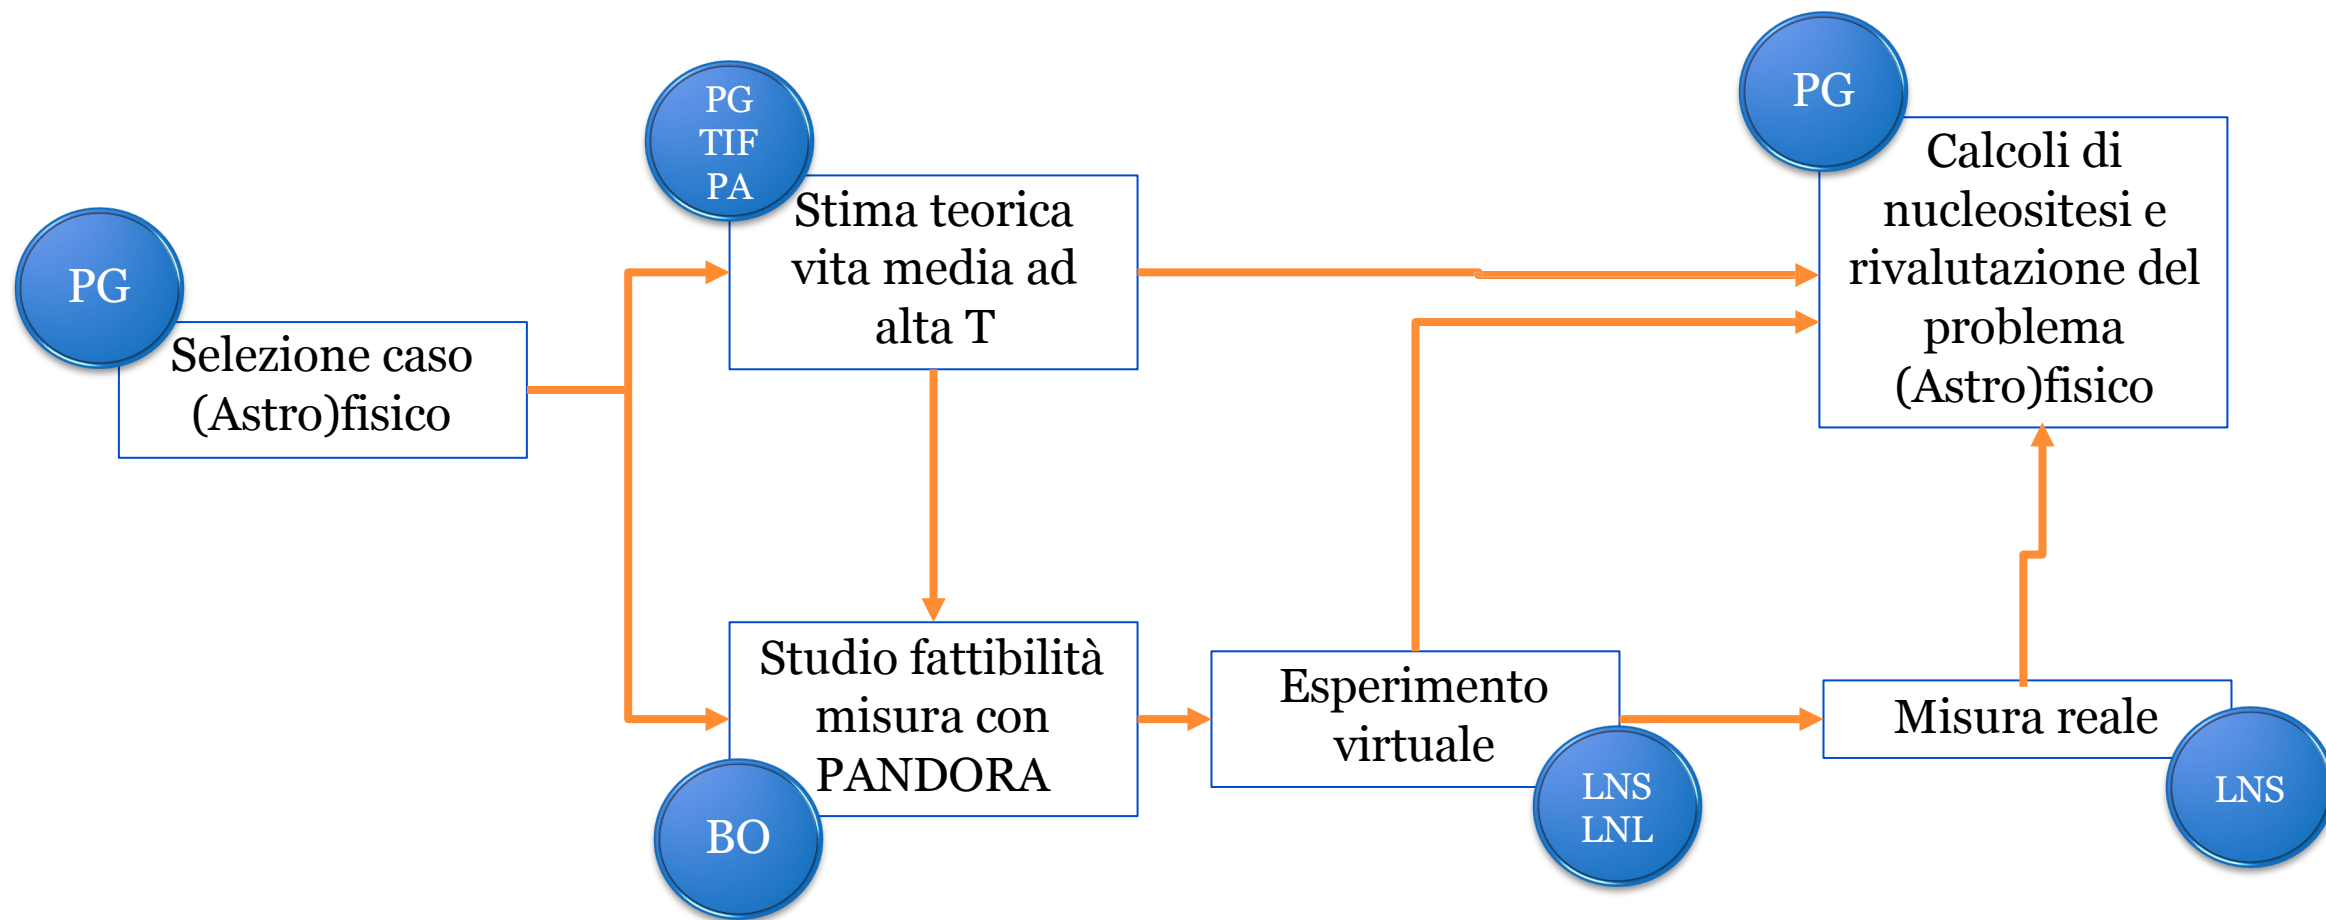 PG
Selezione caso
(Astro)fisico
PG
TIF
PA
Stima teorica
vita media ad
alta T
BO
Studio fattibilità
misura con
PANDORA
Esperimento
virtuale
LNS
LNL
Misura reale
LNS
PG
Calcoli di
nucleositesi e
rivalutazione del
problema
(Astro)fisico